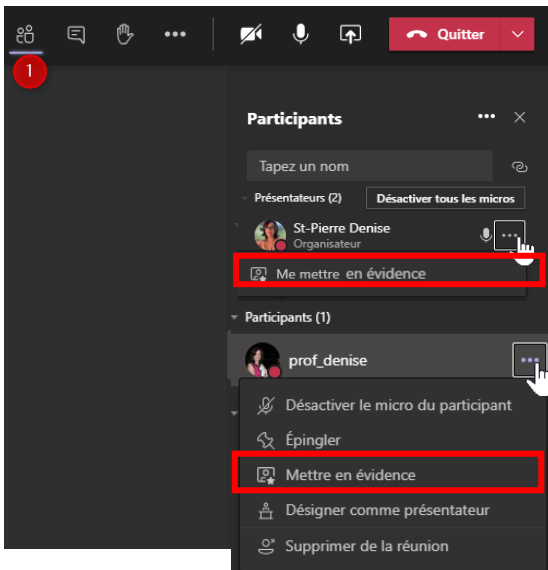 Quitter
1
Participants
Tapez un nom
Présentateurs (2) Désactiver tous les micros
St-Pierre Denise
Organisateur
Me mettre en évidence
Participants (1)
prof_denise
Désactiver le micro du participant
Épingler
Mettre en évidence
Désigner comme présentateur
Supprimer de la réunion